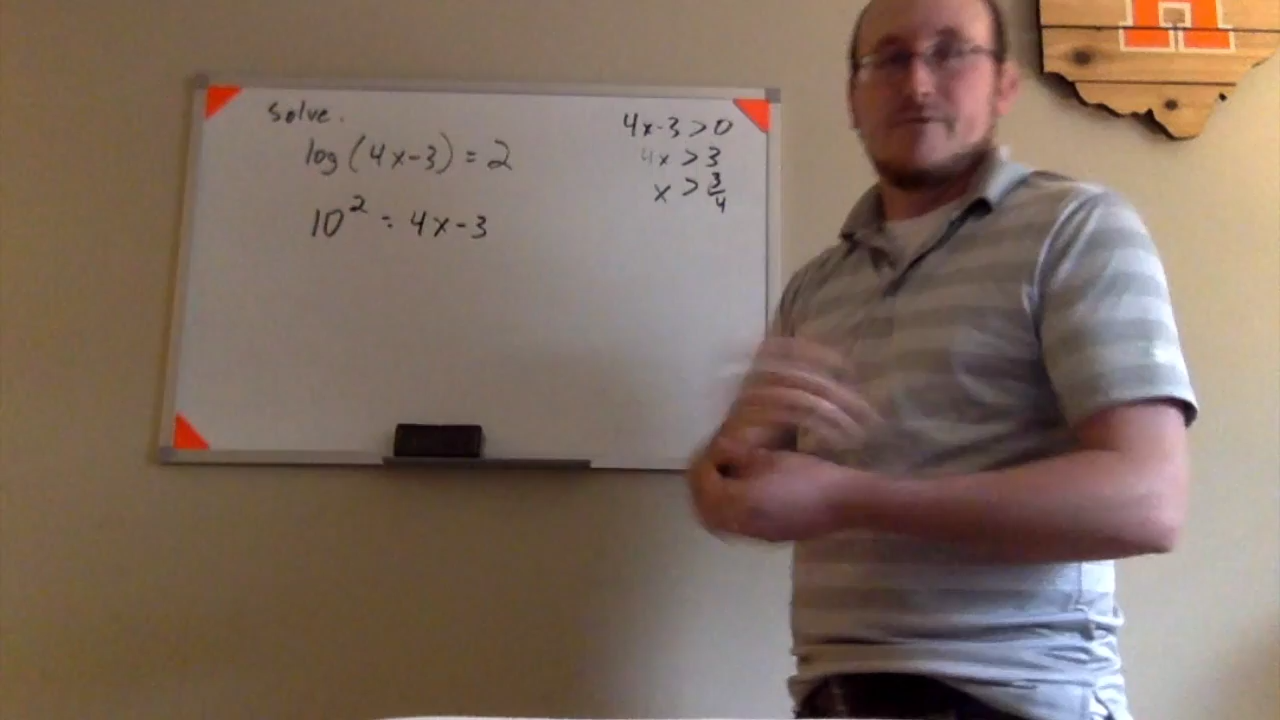 Solve.
log(4x-3) = 2
10² = 4x-3
4x-3 > 0
4x > 3
x > 3/4